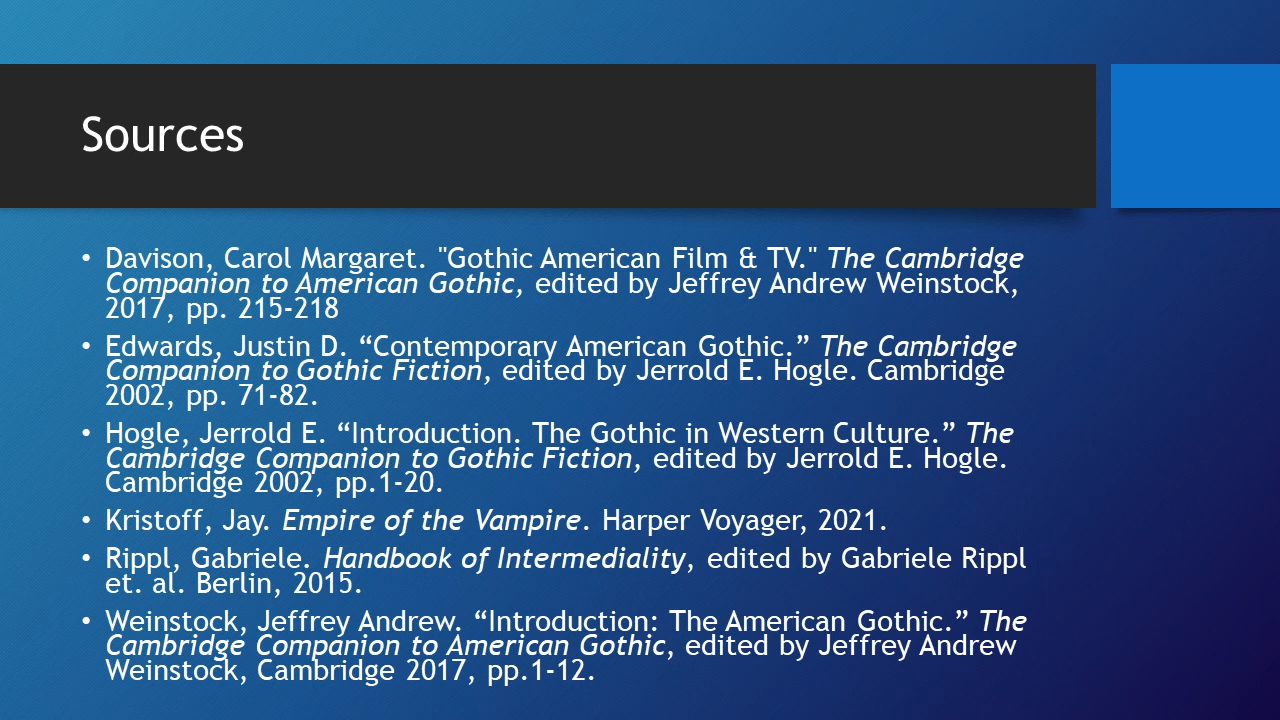 Sources
• Davison, Carol Margaret. "Gothic American Film & TV." The Cambridge
Companion to American Gothic, edited by Jeffrey Andrew Weinstock,
2017, pp. 215-218
• Edwards, Justin D. “Contemporary American Gothic.” The Cambridge
Companion to Gothic Fiction, edited by Jerrold E. Hogle. Cambridge
2002, pp. 71-82.
• Hogle, Jerrold E. “Introduction. The Gothic in Western Culture.” The
Cambridge Companion to Gothic Fiction, edited by Jerrold E. Hogle.
Cambridge 2002, pp.1-20.
• Kristoff, Jay. Empire of the Vampire. Harper Voyager, 2021.
• Rippl, Gabriele. Handbook of Intermediality, edited by Gabriele Rippl
et. al. Berlin, 2015.
• Weinstock, Jeffrey Andrew. “Introduction: The American Gothic.” The
Cambridge Companion to American Gothic, edited by Jeffrey Andrew
Weinstock, Cambridge 2017, pp.1-12.